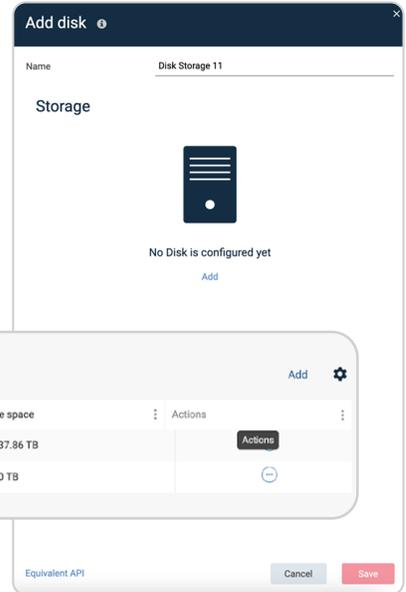 Add disk
Name Disk Storage 11
Storage
No Disk is configured yet
Add
Add
e space Actions
37.86 TB Actions
0 TB
Equivalent API Cancel Save